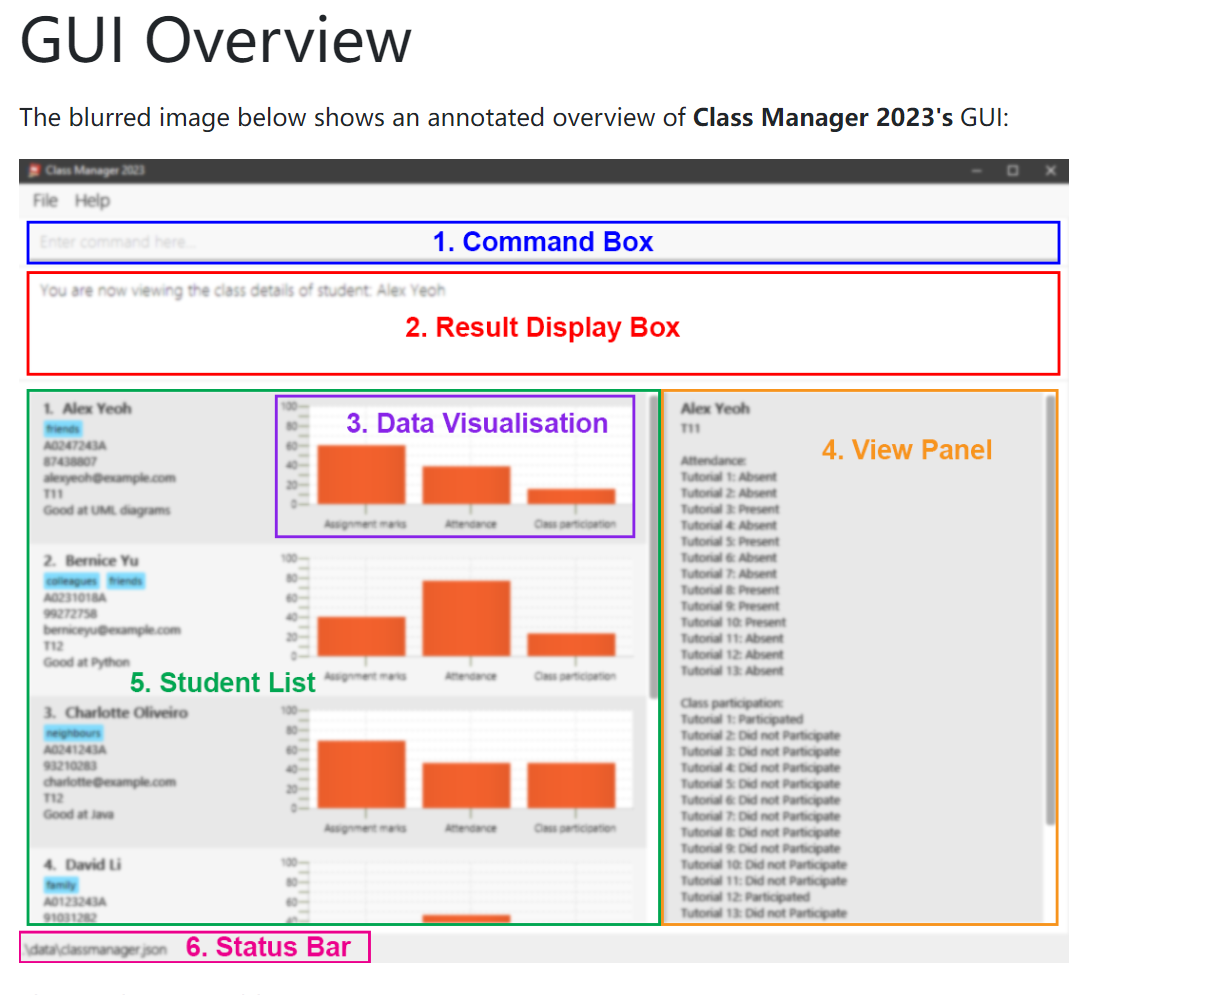 GUI Overview
The blurred image below shows an annotated overview of Class Manager 2023's GUI:
Class Manager 2023
File Help
Enter command here...
1. Command Box
You are now viewing the class details of student: Alex Yeoh
2. Result Display Box
1. Alex Yeoh
friends
A0247243A
87438807
alexyeoh@example.com
T11
Good at UML diagrams
3. Data Visualisation
100
80
60
40
20
0
Assignment marks Attendance Class participation
2. Bernice Yu
colleagues friends
A0231018A
99272758
berniceyu@example.com
T12
Good at Python
100
80
60
40
20
0
Assignment marks Attendance Class participation
5. Student List
3. Charlotte Oliveiro
neighbours
A0241243A
93210283
charlotte@example.com
T12
Good at Java
100
80
60
40
20
0
Assignment marks Attendance Class participation
4. David Li
family
A0123243A
91031282
100
80
60
40
Alex Yeoh
T11
4. View Panel
Attendance:
Tutorial 1: Absent
Tutorial 2: Absent
Tutorial 3: Present
Tutorial 4: Absent
Tutorial 5: Present
Tutorial 6: Absent
Tutorial 7: Absent
Tutorial 8: Present
Tutorial 9: Present
Tutorial 10: Present
Tutorial 11: Absent
Tutorial 12: Absent
Tutorial 13: Absent
Class participation:
Tutorial 1: Participated
Tutorial 2: Did not Participate
Tutorial 3: Did not Participate
Tutorial 4: Did not Participate
Tutorial 5: Did not Participate
Tutorial 6: Did not Participate
Tutorial 7: Did not Participate
Tutorial 8: Did not Participate
Tutorial 9: Did not Participate
Tutorial 10: Did not Participate
Tutorial 11: Did not Participate
Tutorial 12: Participated
Tutorial 13: Did not Participate
\data\classmanager.json
6. Status Bar